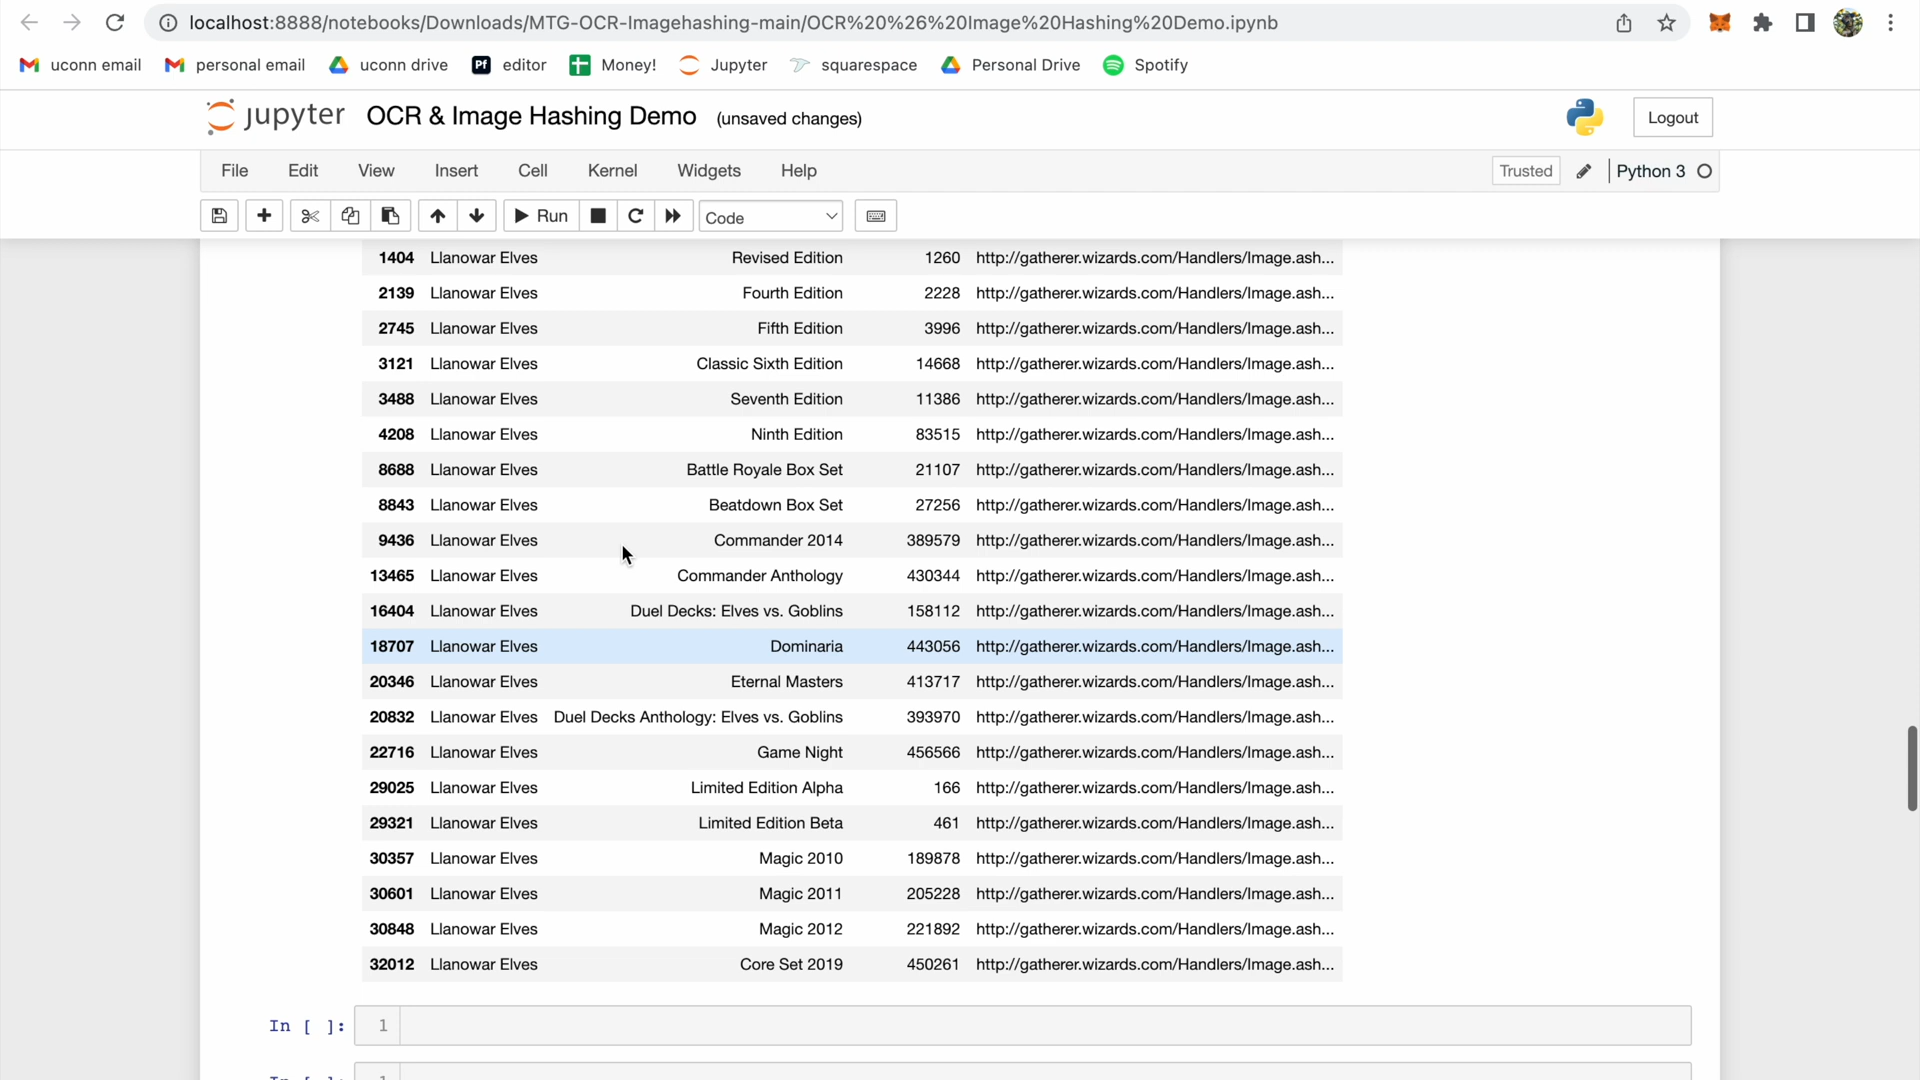 localhost:8888/notebooks/Downloads/MTG-OCR-Imagehashing-main/OCR%20%26%20Image%20Hashing%20Demo.ipynb
uconn email personal email uconn drive Pf editor Money! Jupyter squarespace Personal Drive Spotify
jupyter OCR & Image Hashing Demo (unsaved changes) Logout
File Edit View Insert Cell Kernel Widgets Help Trusted Python 3
Run Code
1404 Llanowar Elves Revised Edition 1260 http://gatherer.wizards.com/Handlers/Image.ash...
2139 Llanowar Elves Fourth Edition 2228 http://gatherer.wizards.com/Handlers/Image.ash...
2745 Llanowar Elves Fifth Edition 3996 http://gatherer.wizards.com/Handlers/Image.ash...
3121 Llanowar Elves Classic Sixth Edition 14668 http://gatherer.wizards.com/Handlers/Image.ash...
3488 Llanowar Elves Seventh Edition 11386 http://gatherer.wizards.com/Handlers/Image.ash...
4208 Llanowar Elves Ninth Edition 83515 http://gatherer.wizards.com/Handlers/Image.ash...
8688 Llanowar Elves Battle Royale Box Set 21107 http://gatherer.wizards.com/Handlers/Image.ash...
8843 Llanowar Elves Beatdown Box Set 27256 http://gatherer.wizards.com/Handlers/Image.ash...
9436 Llanowar Elves Commander 2014 389579 http://gatherer.wizards.com/Handlers/Image.ash...
13465 Llanowar Elves Commander Anthology 430344 http://gatherer.wizards.com/Handlers/Image.ash...
16404 Llanowar Elves Duel Decks: Elves vs. Goblins 158112 http://gatherer.wizards.com/Handlers/Image.ash...
18707 Llanowar Elves Dominaria 443056 http://gatherer.wizards.com/Handlers/Image.ash...
20346 Llanowar Elves Eternal Masters 413717 http://gatherer.wizards.com/Handlers/Image.ash...
20832 Llanowar Elves Duel Decks Anthology: Elves vs. Goblins 393970 http://gatherer.wizards.com/Handlers/Image.ash...
22716 Llanowar Elves Game Night 456566 http://gatherer.wizards.com/Handlers/Image.ash...
29025 Llanowar Elves Limited Edition Alpha 166 http://gatherer.wizards.com/Handlers/Image.ash...
29321 Llanowar Elves Limited Edition Beta 461 http://gatherer.wizards.com/Handlers/Image.ash...
30357 Llanowar Elves Magic 2010 189878 http://gatherer.wizards.com/Handlers/Image.ash...
30601 Llanowar Elves Magic 2011 205228 http://gatherer.wizards.com/Handlers/Image.ash...
30848 Llanowar Elves Magic 2012 221892 http://gatherer.wizards.com/Handlers/Image.ash...
32012 Llanowar Elves Core Set 2019 450261 http://gatherer.wizards.com/Handlers/Image.ash...
In [ ]: 1